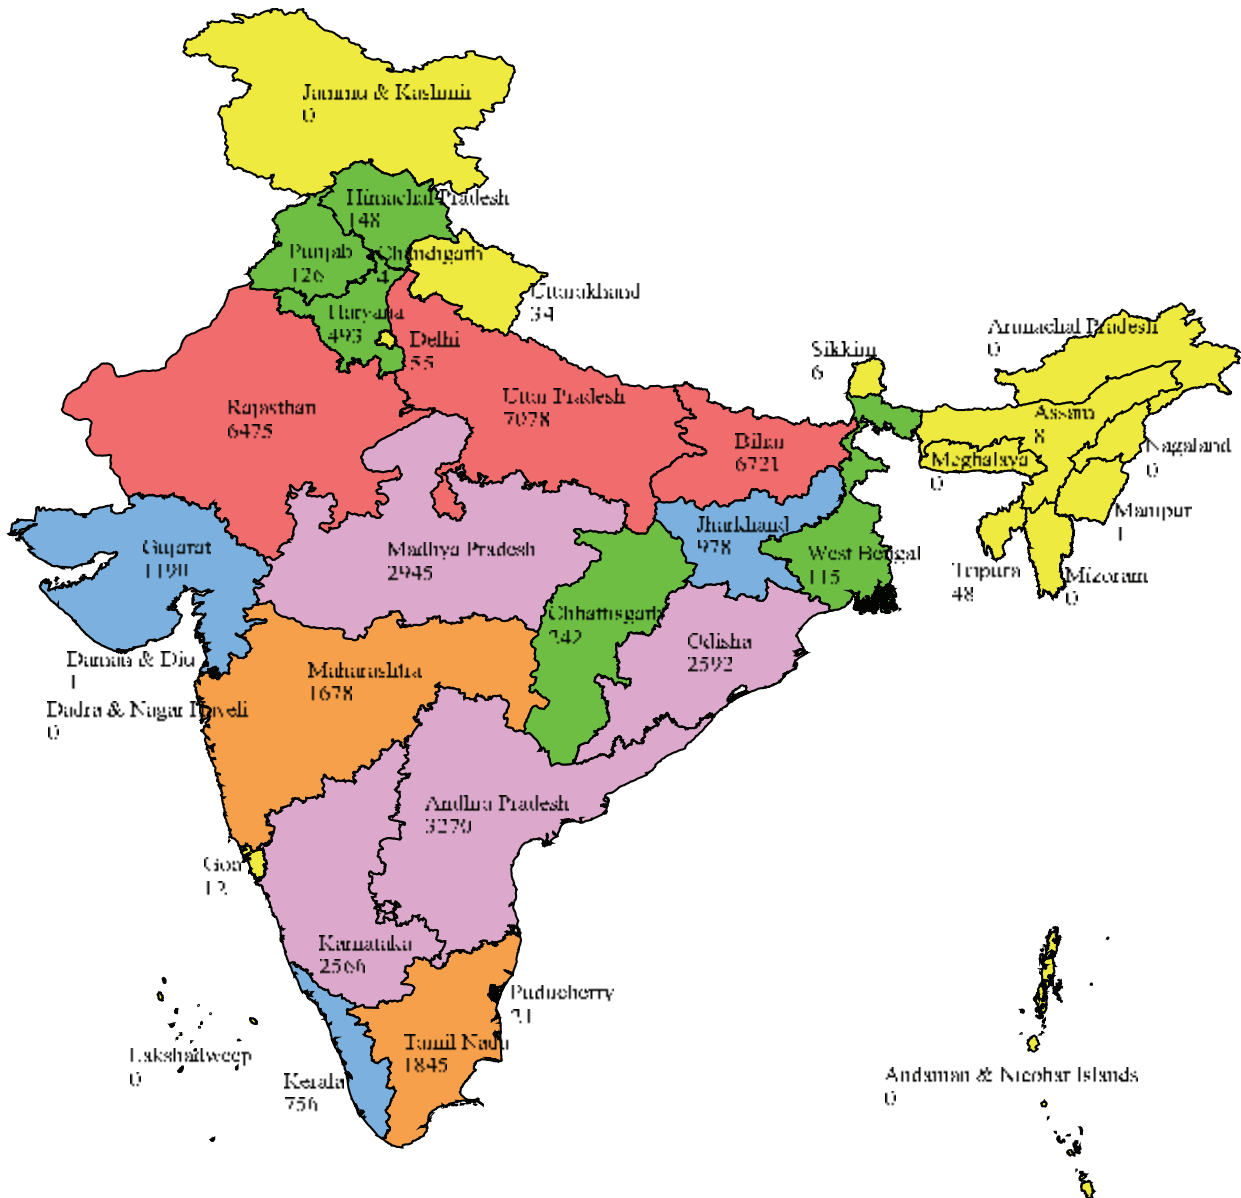 Jammu & Kashmir
0
Himachal Pradesh
148
Punjab
126
Chandigarh
4
Uttarakhand
34
Haryana
493
Delhi
55
Arunachal Pradesh
0
Sikkim
6
Rajasthan
6475
Uttar Pradesh
7078
Bihar
6721
Assam
8
Nagaland
0
Meghalaya
0
Manipur
1
Gujarat
1190
Madhya Pradesh
2945
Jharkhand
978
West Bengal
115
Tripura
48
Mizoram
0
Chhattisgarh
Odisha
2592
Daman & Diu
1
Maharashtra
1678
Dadra & Nagar Haveli
0
Andhra Pradesh
3270
Goa
12
Karnataka
2566
Puducherry
Tamil Nadu
1845
Lakshadweep
0
Kerala
756
Andaman & Nicobar Islands
0